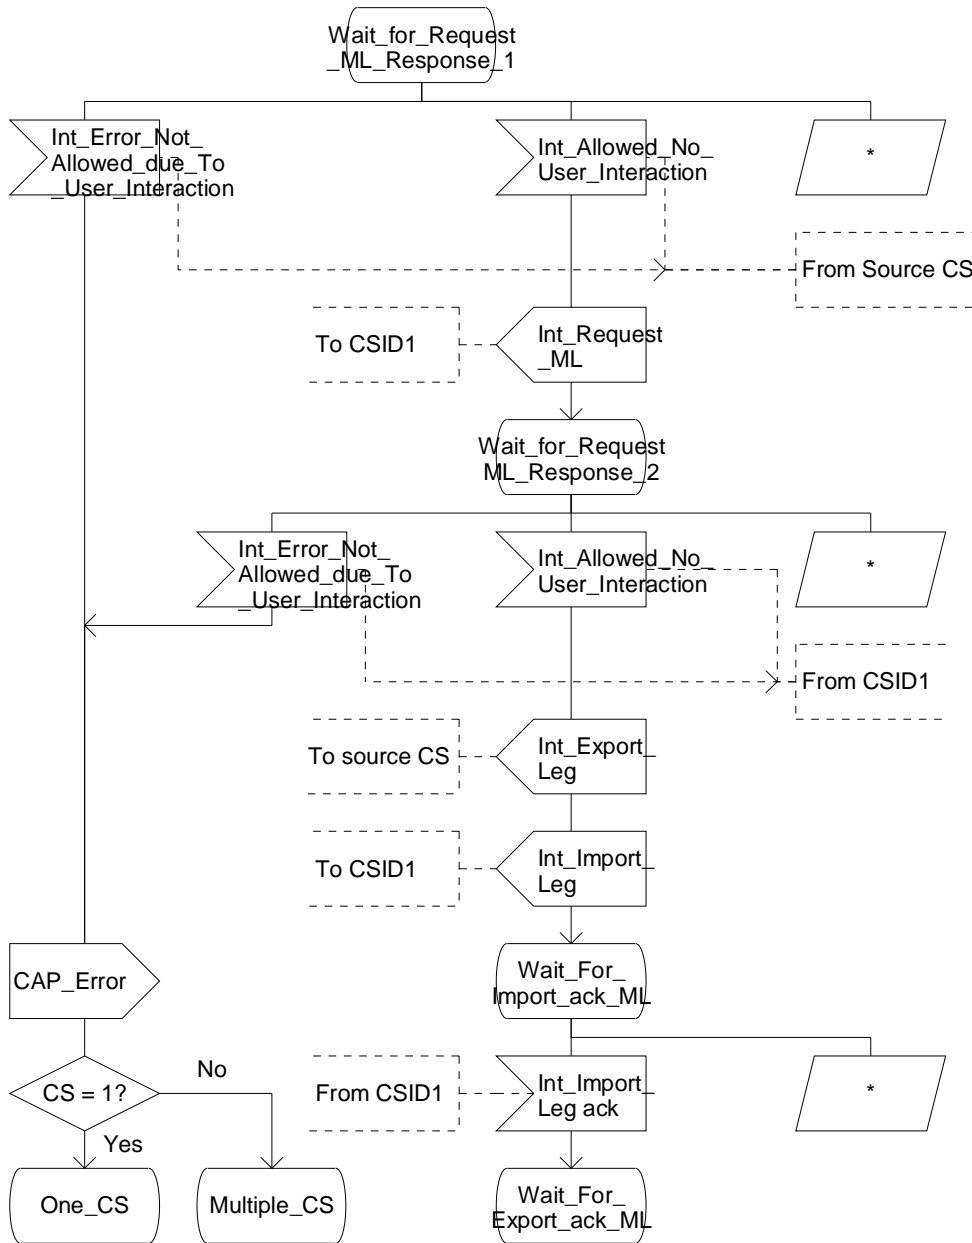 Wait_for_Request
_ML_Response_1
Int_Error_Not_
Allowed_due_To
_User_Interaction
Int_Allowed_No_
User_Interaction
*
From Source CS
To CSID1
Int_Request
_ML
Wait_for_Request
ML_Response_2
Int_Error_Not_
Allowed_due_To
_User_Interaction
Int_Allowed_No_
User_Interaction
*
From CSID1
To source CS
Int_Export_
Leg
To CSID1
Int_Import_
Leg
CAP_Error
Wait_For_
Import_ack_ML
CS = 1?
No
Yes
From CSID1
Int_Import_
Leg ack
*
One_CS
Multiple_CS
Wait_For_
Export_ack_ML